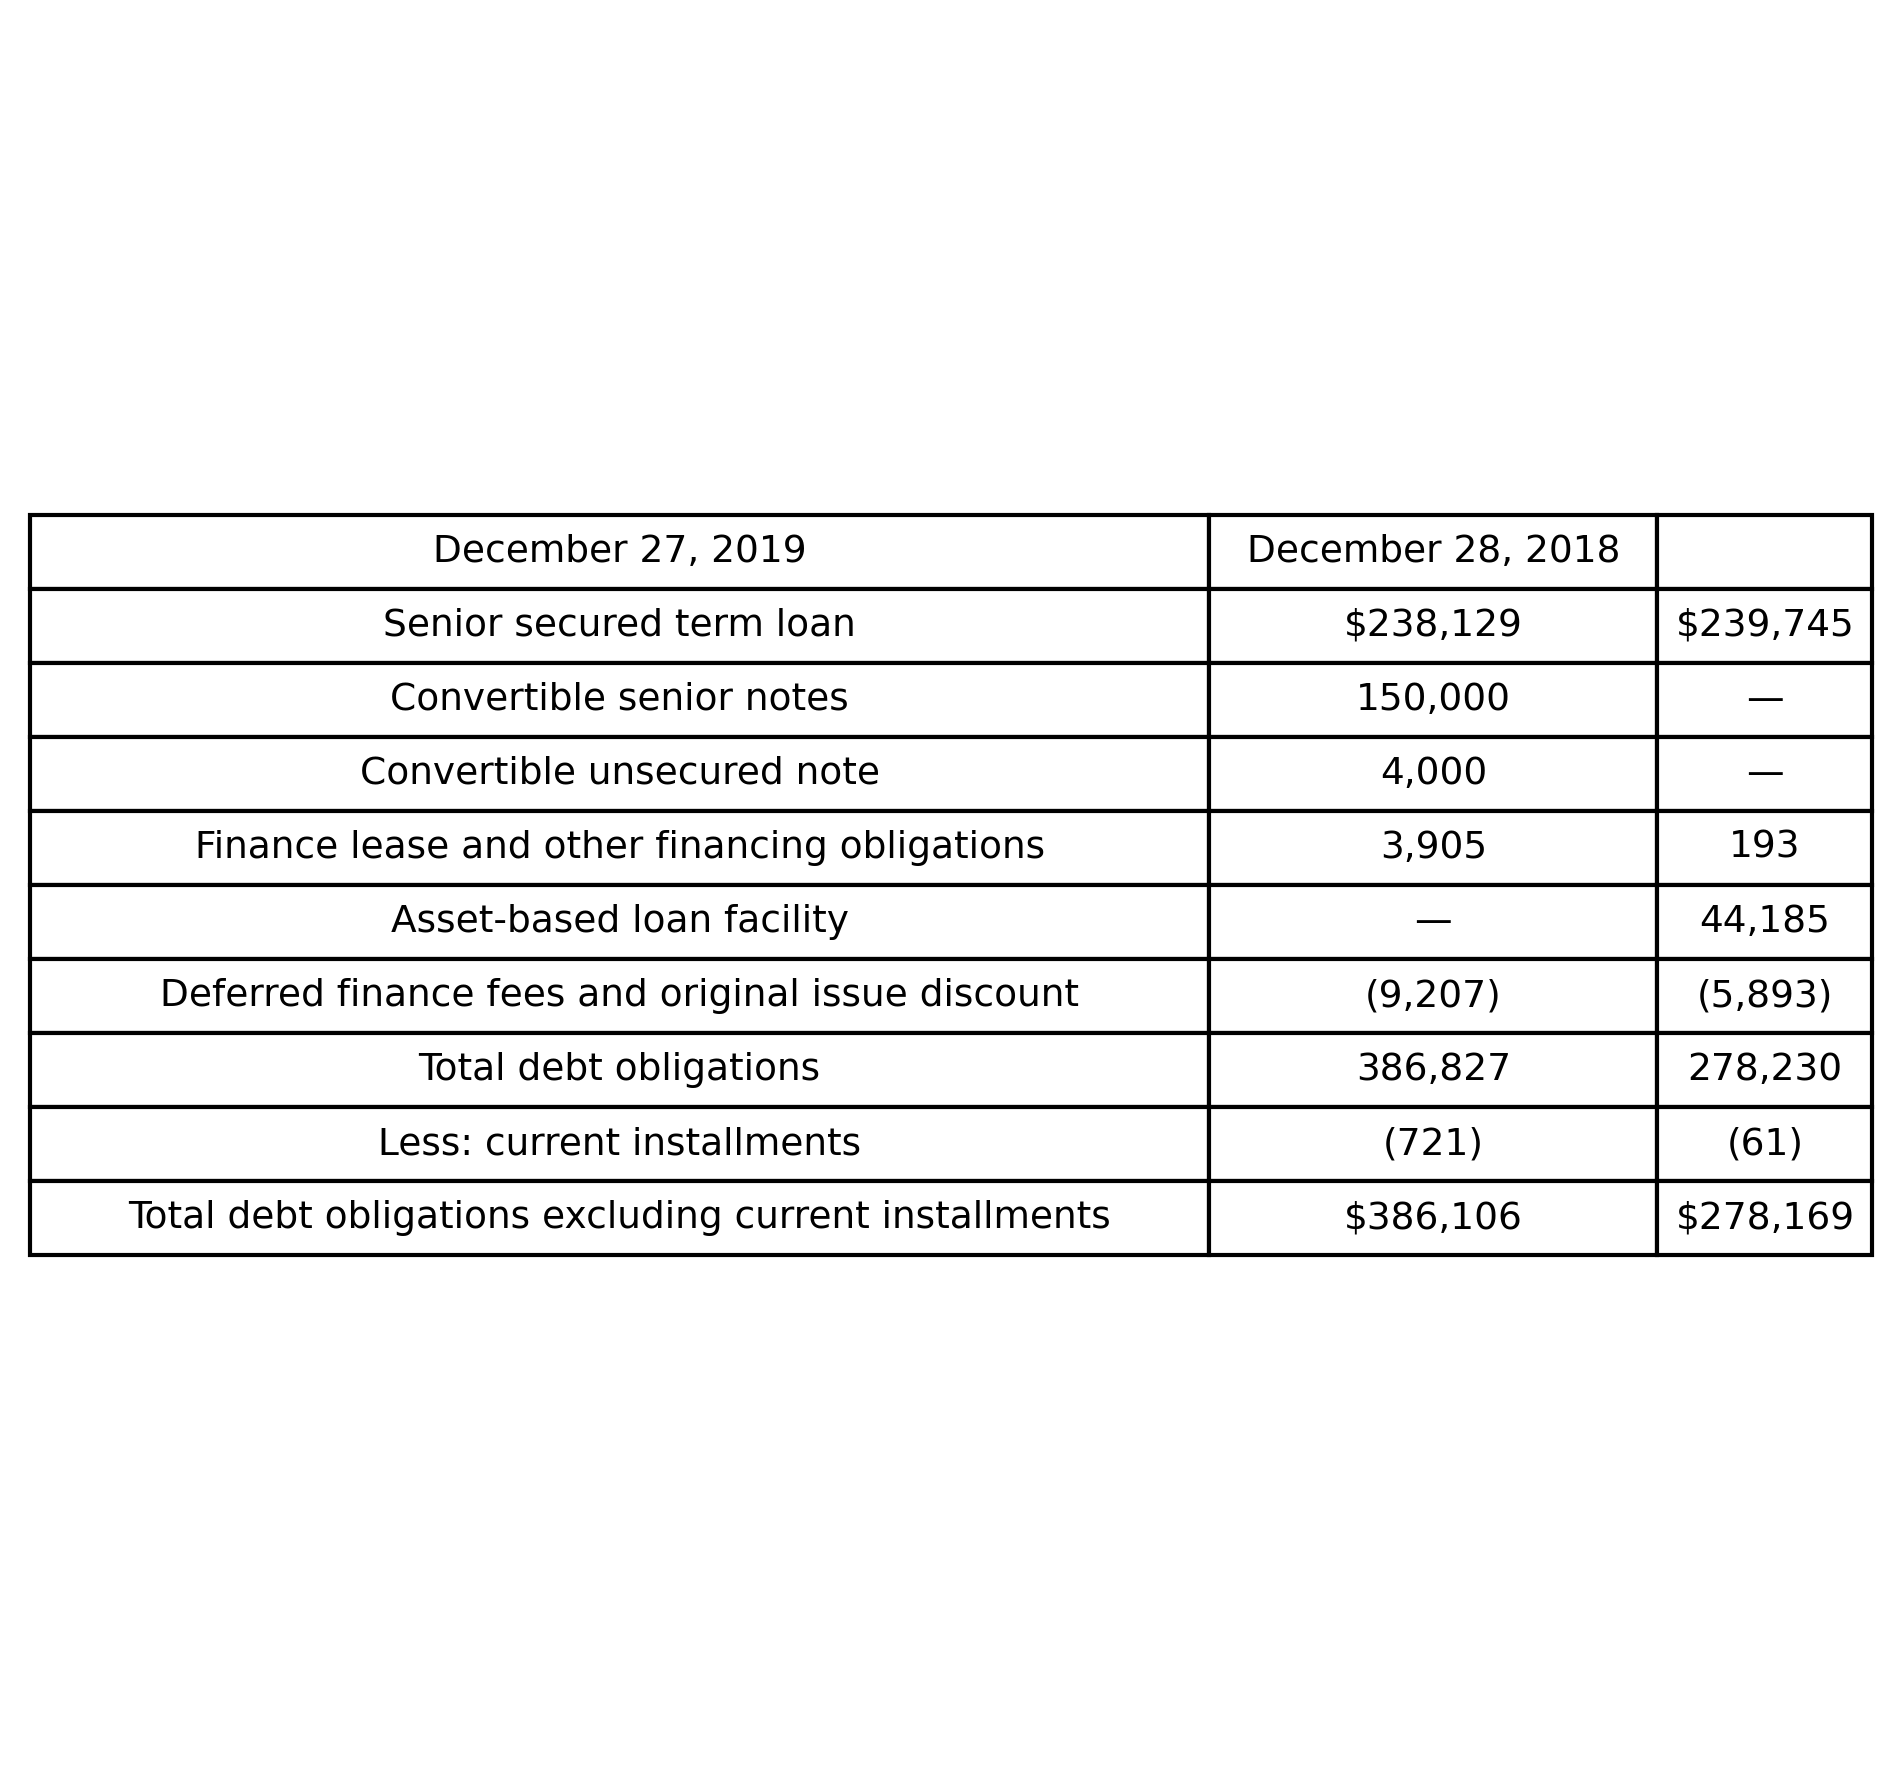 December 27, 2019 December 28, 2018
Senior secured term loan $238,129 $239,745
Convertible senior notes 150,000 —
Convertible unsecured note 4,000 —
Finance lease and other financing obligations 3,905 193
Asset-based loan facility — 44,185
Deferred finance fees and original issue discount (9,207) (5,893)
Total debt obligations 386,827 278,230
Less: current installments (721) (61)
Total debt obligations excluding current installments $386,106 $278,169